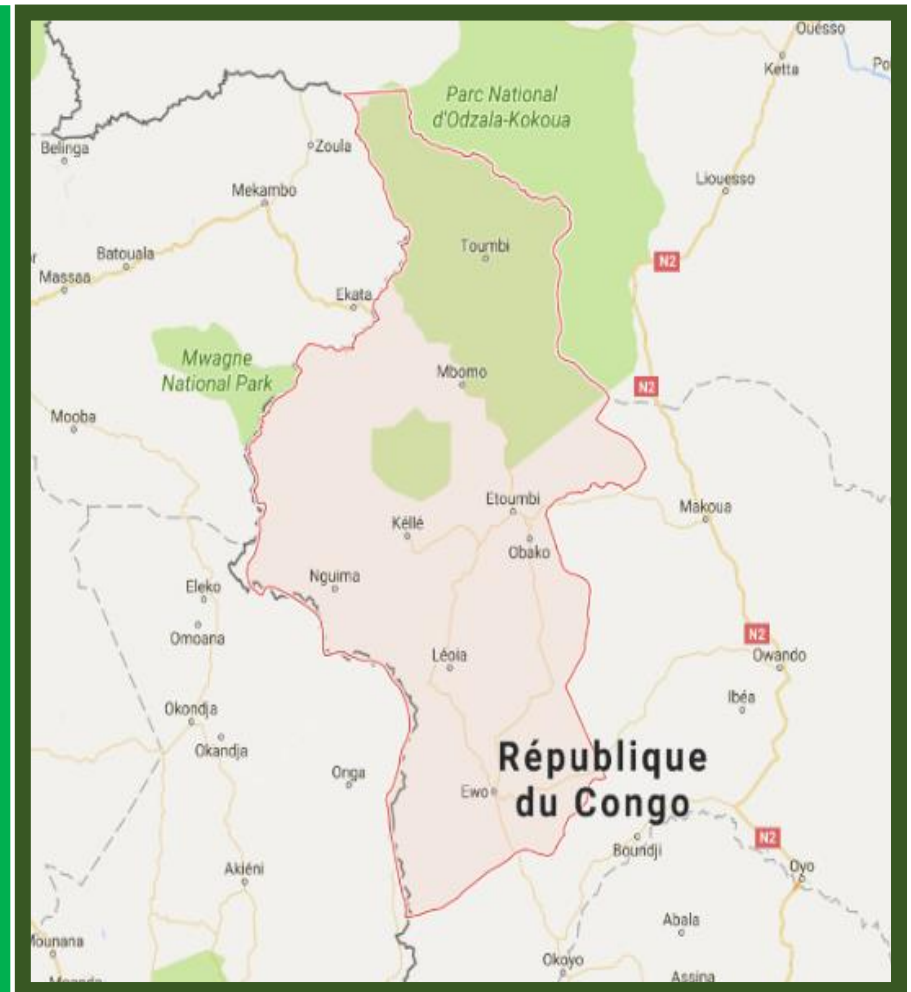 Ouésso
Ketta
Po
Parc National
d'Odzala-Kokoua
Zoula
Belinga
Liouesso
Mekambo
Toumbi
Batouala
N2
Massaa
Ekata
Mwagne
National Park
Mbomo
N2
Mooba
Etoumbi
Makoua
Kéllé
Obako
Nguima
Eleko
Omoana
N2
Léoia
Owando
Ibéa
Okondja
Okandja
République
du Congo
Onga
Ewo
N2
Boundji
Akiéni
Oyo
Abala
Okoyo